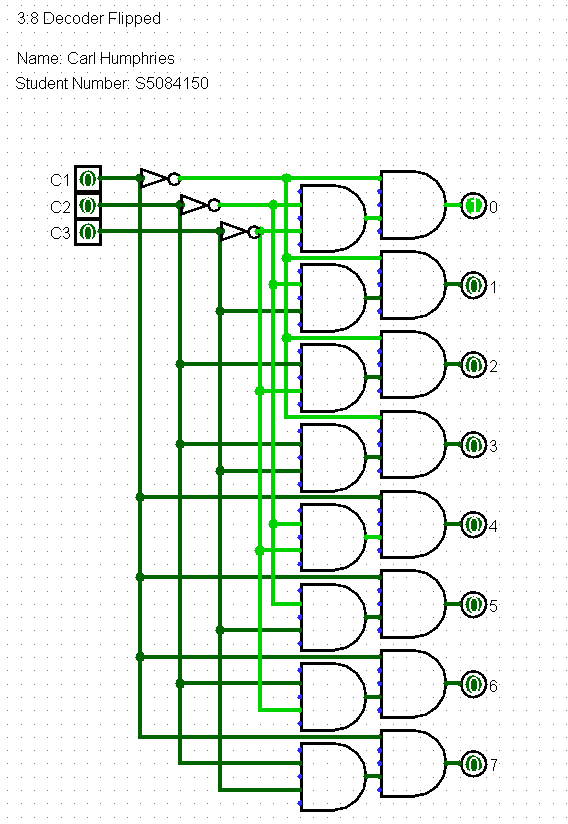 3:8 Decoder Flipped
Name: Carl Humphries
Student Number: S5084150
C1 0
C2 0
C3 0
1 0
0 1
0 2
0 3
0 4
0 5
0 6
0 7